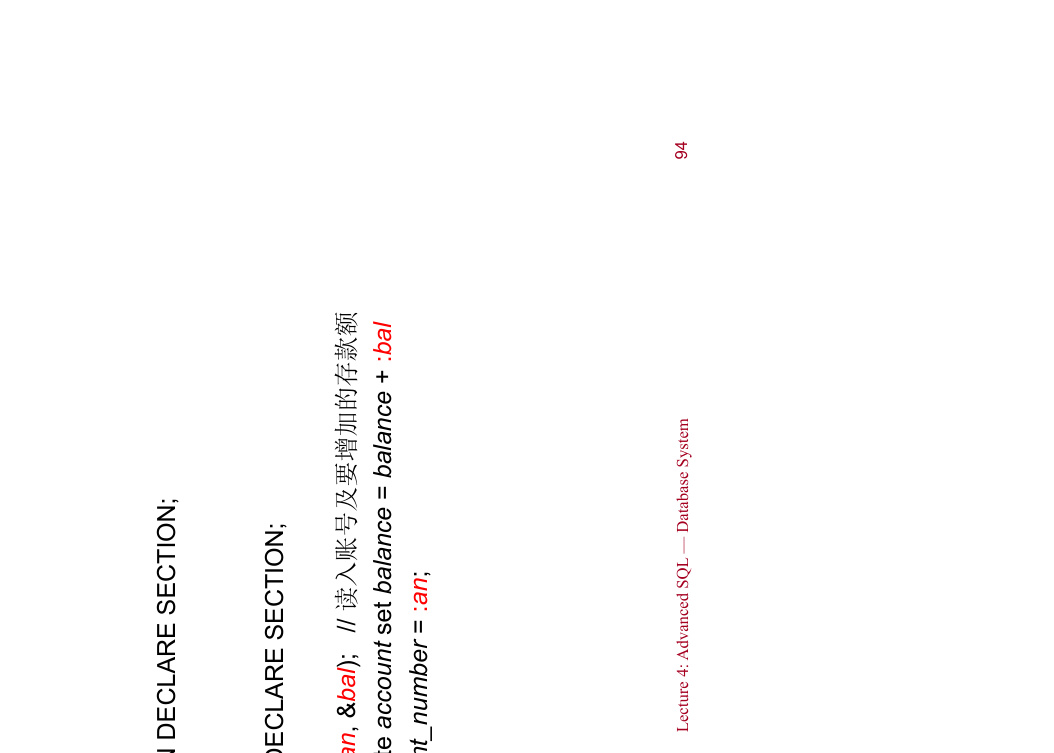 N DECLARE SECTION;
DECLARE SECTION;
an, &bal); // 读入账号及要增加的存款额
te account set balance = balance + :bal
nt_number = :an;
Lecture 4: Advanced SQL — Database System 94